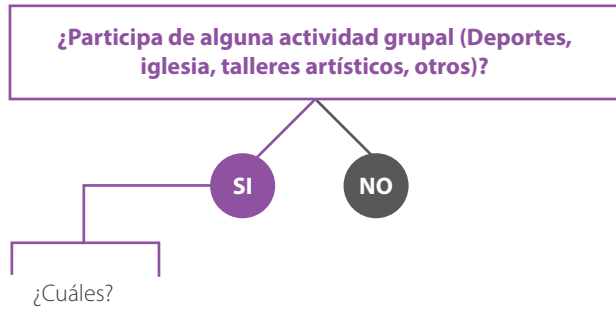 ¿Participa de alguna actividad grupal (Deportes,
iglesia, talleres artísticos, otros)?
SI
NO
¿Cuáles?